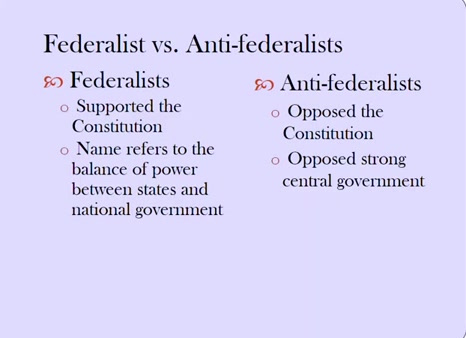 Federalist vs. Anti-federalists
Federalists
Supported the
Constitution
Name refers to the
balance of power
between states and
national government
Anti-federalists
Opposed the
Constitution
Opposed strong
central government